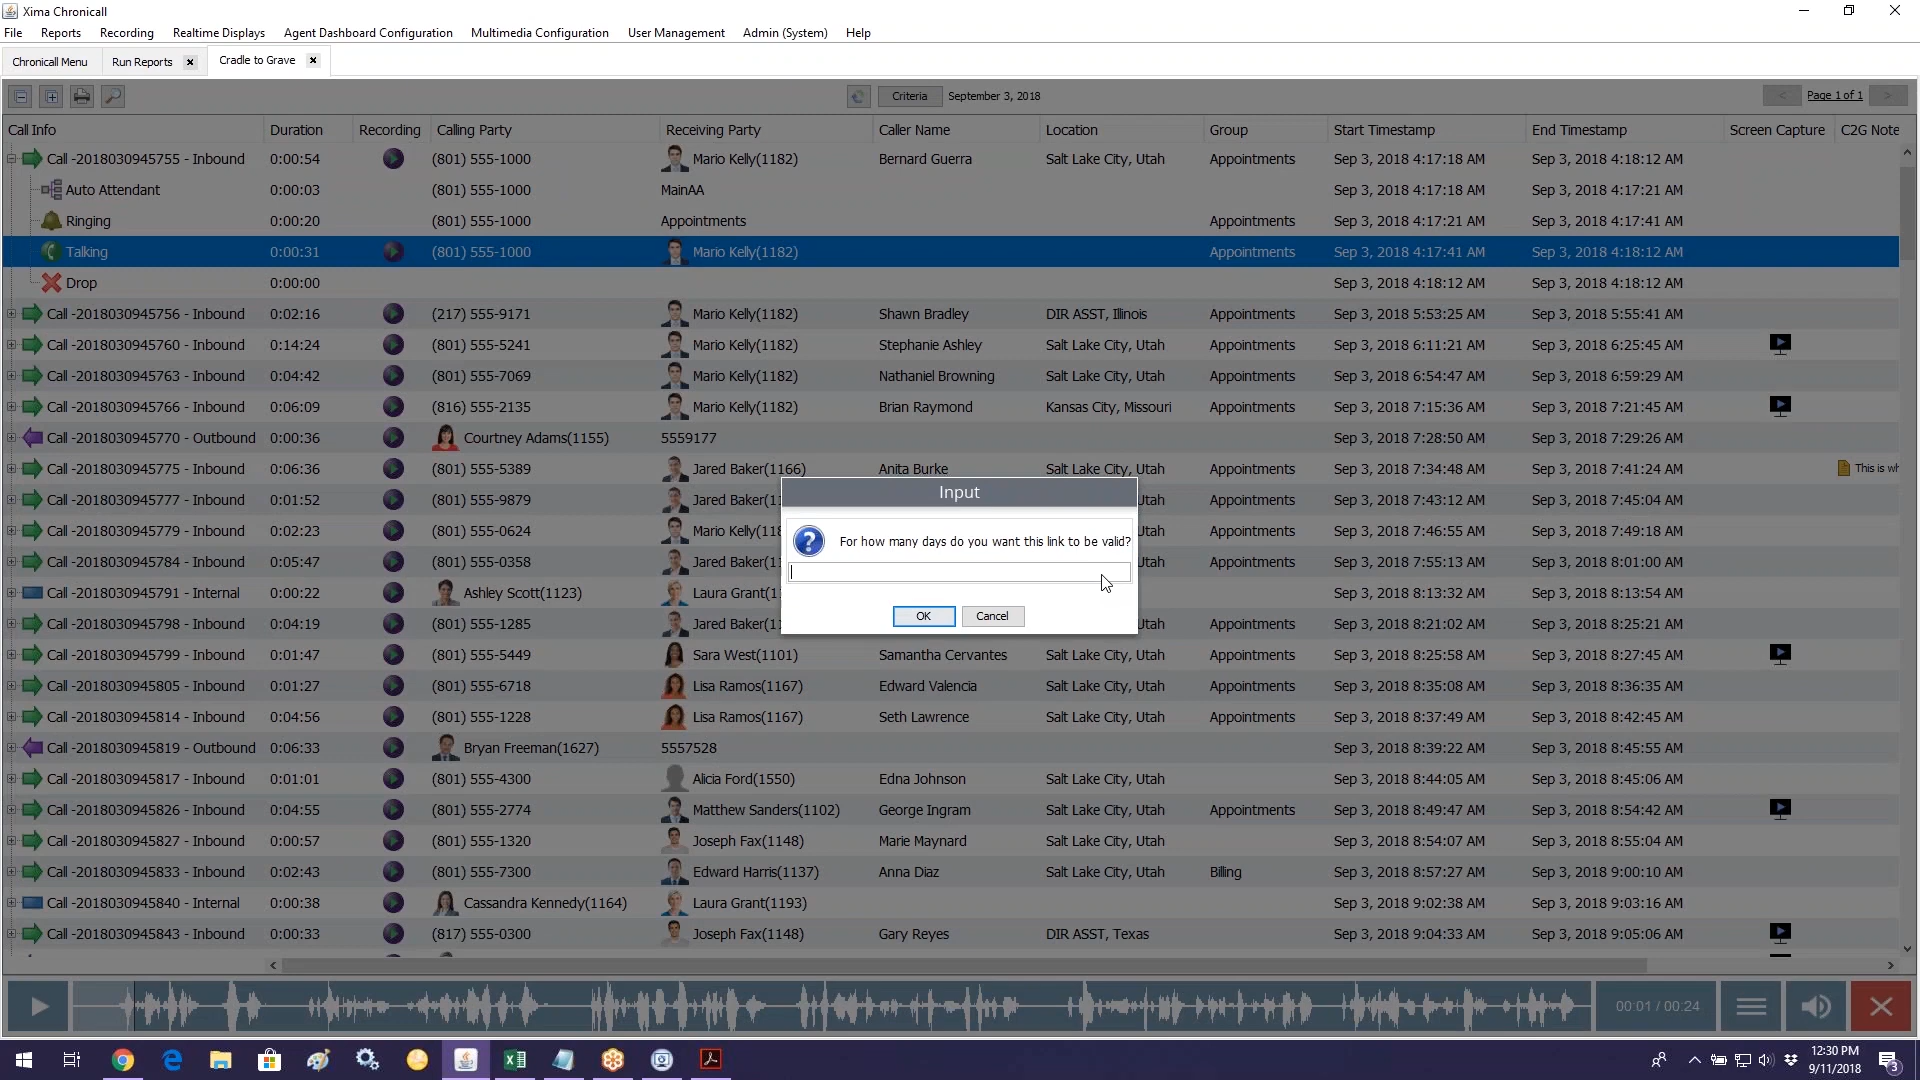 Xima Chronicall
File Reports Recording Realtime Displays Agent Dashboard Configuration Multimedia Configuration User Management Admin (System) Help
Chronicall Menu Run Reports Cradle to Grave
Criteria September 3, 2018 < Page 1 of 1 >
Call Info Duration Recording Calling Party Receiving Party Caller Name Location Group Start Timestamp End Timestamp Screen Capture C2G Note
Call -2018030945755 - Inbound 0:00:54 (801) 555-1000 Mario Kelly(1182) Bernard Guerra Salt Lake City, Utah Appointments Sep 3, 2018 4:17:18 AM Sep 3, 2018 4:18:12 AM
Auto Attendant 0:00:03 (801) 555-1000 MainAA Sep 3, 2018 4:17:18 AM Sep 3, 2018 4:17:21 AM
Ringing 0:00:20 (801) 555-1000 Appointments Appointments Sep 3, 2018 4:17:21 AM Sep 3, 2018 4:17:41 AM
Talking 0:00:31 (801) 555-1000 Mario Kelly(1182) Appointments Sep 3, 2018 4:17:41 AM Sep 3, 2018 4:18:12 AM
Drop 0:00:00 Sep 3, 2018 4:18:12 AM Sep 3, 2018 4:18:12 AM
Call -2018030945756 - Inbound 0:02:16 (217) 555-9171 Mario Kelly(1182) Shawn Bradley DIR ASST, Illinois Appointments Sep 3, 2018 5:53:25 AM Sep 3, 2018 5:55:41 AM
Call -2018030945760 - Inbound 0:14:24 (801) 555-5241 Mario Kelly(1182) Stephanie Ashley Salt Lake City, Utah Appointments Sep 3, 2018 6:11:21 AM Sep 3, 2018 6:25:45 AM
Call -2018030945763 - Inbound 0:04:42 (801) 555-7069 Mario Kelly(1182) Nathaniel Browning Salt Lake City, Utah Appointments Sep 3, 2018 6:54:47 AM Sep 3, 2018 6:59:29 AM
Call -2018030945766 - Inbound 0:06:09 (816) 555-2135 Mario Kelly(1182) Brian Raymond Kansas City, Missouri Appointments Sep 3, 2018 7:15:36 AM Sep 3, 2018 7:21:45 AM
Call -2018030945770 - Outbound 0:00:36 Courtney Adams(1155) 5559177 Sep 3, 2018 7:28:50 AM Sep 3, 2018 7:29:26 AM
Call -2018030945775 - Inbound 0:06:36 (801) 555-5389 Jared Baker(1166) Anita Burke Salt Lake City, Utah Appointments Sep 3, 2018 7:34:48 AM Sep 3, 2018 7:41:24 AM This is wh
Call -2018030945777 - Inbound 0:01:52 (801) 555-9879 Jared Baker(11 Utah Appointments Sep 3, 2018 7:43:12 AM Sep 3, 2018 7:45:04 AM
Call -2018030945779 - Inbound 0:02:23 (801) 555-0624 Mario Kelly(118 Utah Appointments Sep 3, 2018 7:46:55 AM Sep 3, 2018 7:49:18 AM
Call -2018030945784 - Inbound 0:05:47 (801) 555-0358 Jared Baker(11 Utah Appointments Sep 3, 2018 7:55:13 AM Sep 3, 2018 8:01:00 AM
Call -2018030945791 - Internal 0:00:22 Ashley Scott(1123) Laura Grant(1 Sep 3, 2018 8:13:32 AM Sep 3, 2018 8:13:54 AM
Call -2018030945798 - Inbound 0:04:19 (801) 555-1285 Jared Baker(11 Utah Appointments Sep 3, 2018 8:21:02 AM Sep 3, 2018 8:25:21 AM
Input
For how many days do you want this link to be valid?
OK Cancel
Call -2018030945799 - Inbound 0:01:47 (801) 555-5449 Sara West(1101) Samantha Cervantes Salt Lake City, Utah Appointments Sep 3, 2018 8:25:58 AM Sep 3, 2018 8:27:45 AM
Call -2018030945805 - Inbound 0:01:27 (801) 555-6718 Lisa Ramos(1167) Edward Valencia Salt Lake City, Utah Appointments Sep 3, 2018 8:35:08 AM Sep 3, 2018 8:36:35 AM
Call -2018030945814 - Inbound 0:04:56 (801) 555-1228 Lisa Ramos(1167) Seth Lawrence Salt Lake City, Utah Appointments Sep 3, 2018 8:37:49 AM Sep 3, 2018 8:42:45 AM
Call -2018030945819 - Outbound 0:06:33 Bryan Freeman(1627) 5557528 Sep 3, 2018 8:39:22 AM Sep 3, 2018 8:45:55 AM
Call -2018030945817 - Inbound 0:01:01 (801) 555-4300 Alicia Ford(1550) Edna Johnson Salt Lake City, Utah Sep 3, 2018 8:44:05 AM Sep 3, 2018 8:45:06 AM
Call -2018030945826 - Inbound 0:04:55 (801) 555-2774 Matthew Sanders(1102) George Ingram Salt Lake City, Utah Appointments Sep 3, 2018 8:49:47 AM Sep 3, 2018 8:54:42 AM
Call -2018030945827 - Inbound 0:00:57 (801) 555-1320 Joseph Fax(1148) Marie Maynard Salt Lake City, Utah Sep 3, 2018 8:54:07 AM Sep 3, 2018 8:55:04 AM
Call -2018030945833 - Inbound 0:02:43 (801) 555-7300 Edward Harris(1137) Anna Diaz Salt Lake City, Utah Billing Sep 3, 2018 8:57:27 AM Sep 3, 2018 9:00:10 AM
Call -2018030945840 - Internal 0:00:38 Cassandra Kennedy(1164) Laura Grant(1193) Sep 3, 2018 9:02:38 AM Sep 3, 2018 9:03:16 AM
Call -2018030945843 - Inbound 0:00:33 (817) 555-0300 Joseph Fax(1148) Gary Reyes DIR ASST, Texas Sep 3, 2018 9:04:33 AM Sep 3, 2018 9:05:06 AM
00:01 / 00:24
12:30 PM
9/11/2018
3